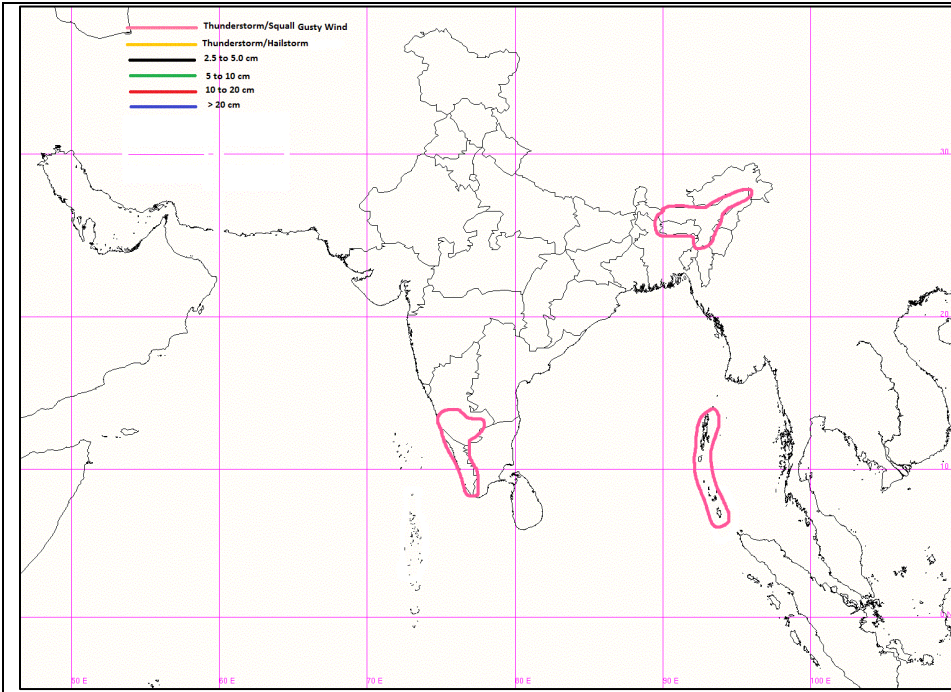 Thunderstorm/Squall Gusty Wind
Thunderstorm/Hailstorm
2.5 to 5.0 cm
5 to 10 cm
10 to 20 cm
> 20 cm
30
20
10
50 E
60 E
70 E
80 E
90 E
100 E